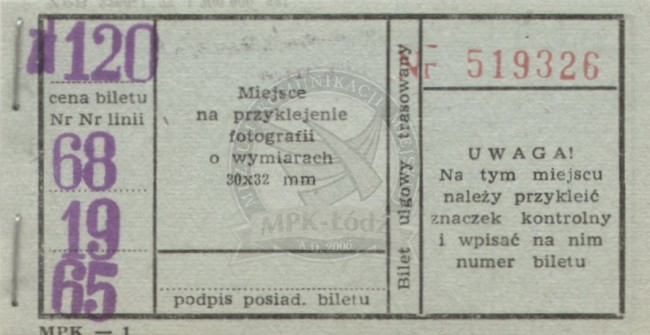 120
cena biletu
Nr Nr linii
68
19
65
Miejsce
na przyklejenie
fotografii
o wymiarach
30x32 mm
podpis posiad. biletu
Bilet ulgowy trasowany
Nr 519326
UWAGA!
Na tym miejscu
należy przykleić
znaczek kontrolny
i wpisać na nim
numer biletu
MPK — 1
MPK-Łódź
A.D. 2006